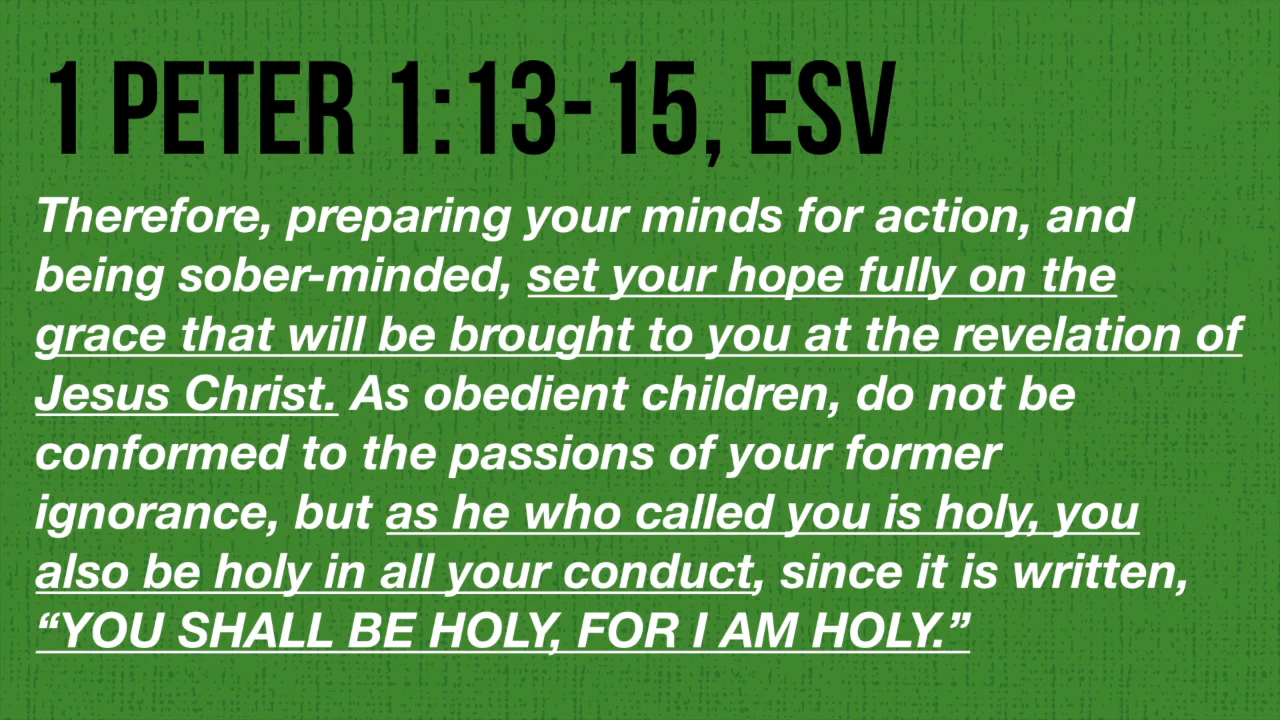 1 PETER 1:13-15, ESV
Therefore, preparing your minds for action, and
being sober-minded, set your hope fully on the
grace that will be brought to you at the revelation of
Jesus Christ. As obedient children, do not be
conformed to the passions of your former
ignorance, but as he who called you is holy, you
also be holy in all your conduct, since it is written,
“YOU SHALL BE HOLY, FOR I AM HOLY.”